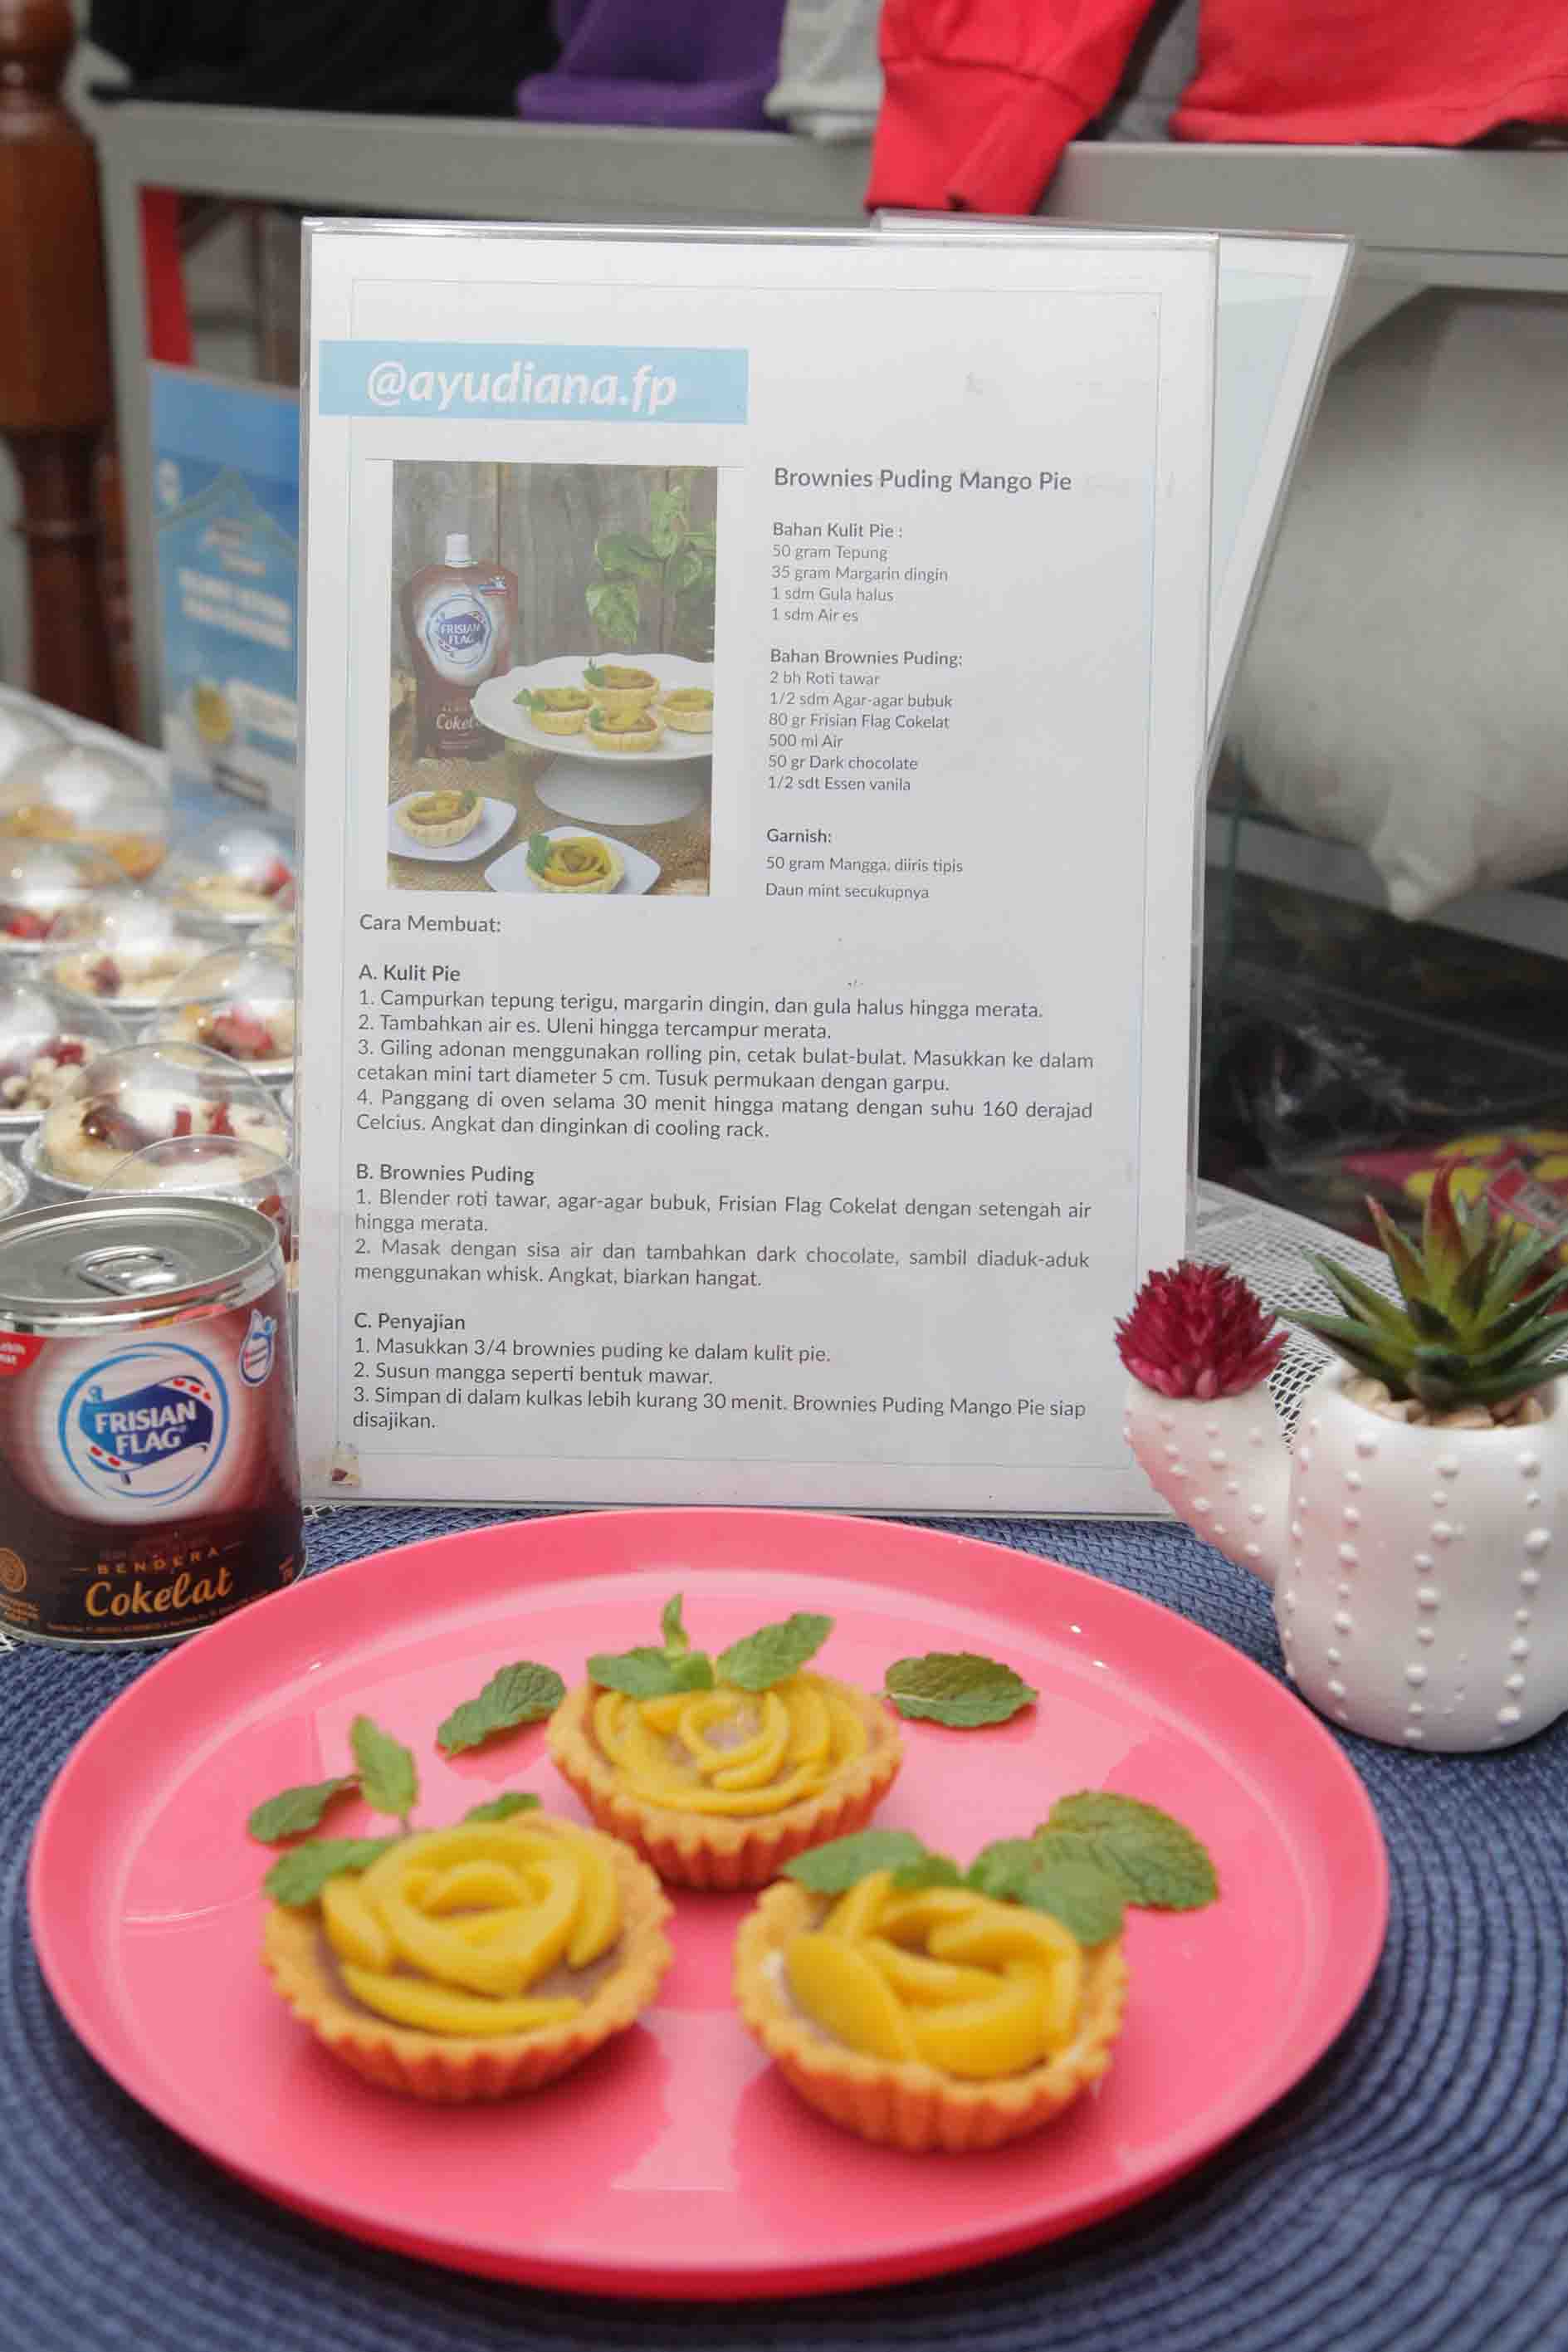 @ayudiana.fp
Brownies Puding Mango Pie
Bahan Kulit Pie :
50 gram Tepung
35 gram Margarin dingin
1 sdm Gula halus
1 sdm Air es
Bahan Brownies Puding:
2 bh Roti tawar
1/2 sdm Agar-agar bubuk
80 gr Frisian Flag Cokelat
500 ml Air
50 gr Dark chocolate
1/2 sdt Essen vanila
Garnish:
50 gram Mangga, diiris tipis
Daun mint secukupnya
FRISIAN
FLAG
Cokelat
Cara Membuat:
A. Kulit Pie
1. Campurkan tepung terigu, margarin dingin, dan gula halus hingga merata.
2. Tambahkan air es. Uleni hingga tercampur merata.
3. Giling adonan menggunakan rolling pin, cetak bulat-bulat. Masukkan ke dalam
cetakan mini tart diameter 5 cm. Tusuk permukaan dengan garpu.
4. Panggang di oven selama 30 menit hingga matang dengan suhu 160 derajad
Celcius. Angkat dan dinginkan di cooling rack.
B. Brownies Puding
1. Blender roti tawar, agar-agar bubuk, Frisian Flag Cokelat dengan setengah air
hingga merata.
2. Masak dengan sisa air dan tambahkan dark chocolate, sambil diaduk-aduk
menggunakan whisk. Angkat, biarkan hangat.
C. Penyajian
1. Masukkan 3/4 brownies puding ke dalam kulit pie.
2. Susun mangga seperti bentuk mawar.
3. Simpan di dalam kulkas lebih kurang 30 menit. Brownies Puding Mango Pie siap
disajikan.
FRISIAN
FLAG
BENDERA
Cokelat